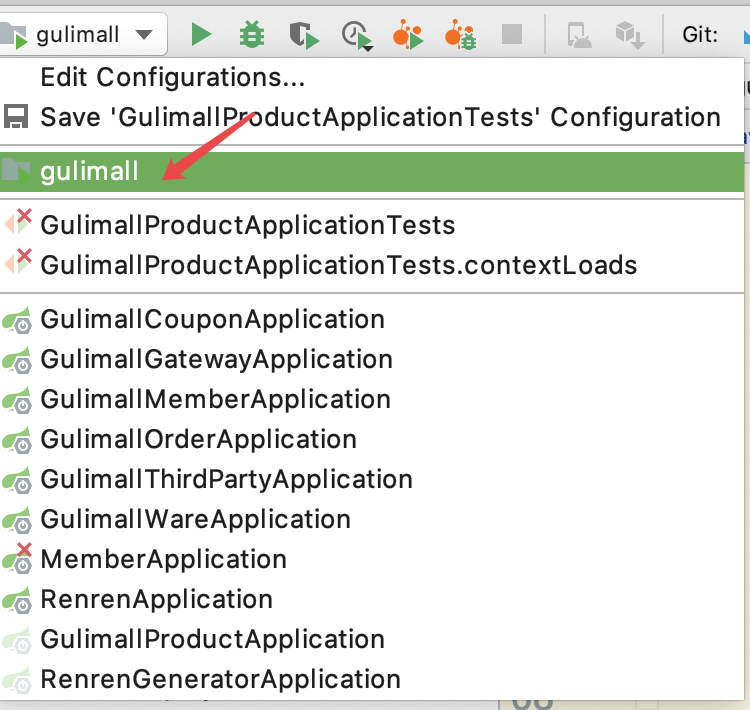 gulimall Git:
Edit Configurations...
Save 'GulimallProductApplicationTests' Configuration
gulimall
GulimallProductApplicationTests
GulimallProductApplicationTests.contextLoads
GulimallCouponApplication
GulimallGatewayApplication
GulimallMemberApplication
GulimallOrderApplication
GulimallThirdPartyApplication
GulimallWareApplication
MemberApplication
RenrenApplication
GulimallProductApplication
RenrenGeneratorApplication